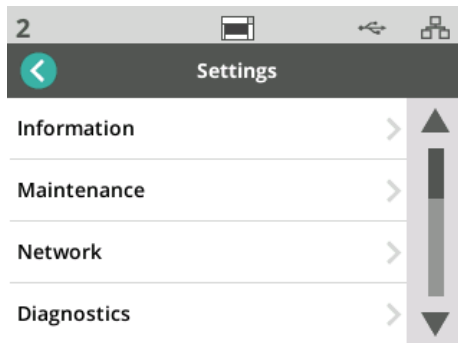 2
Settings
Information
Maintenance
Network
Diagnostics